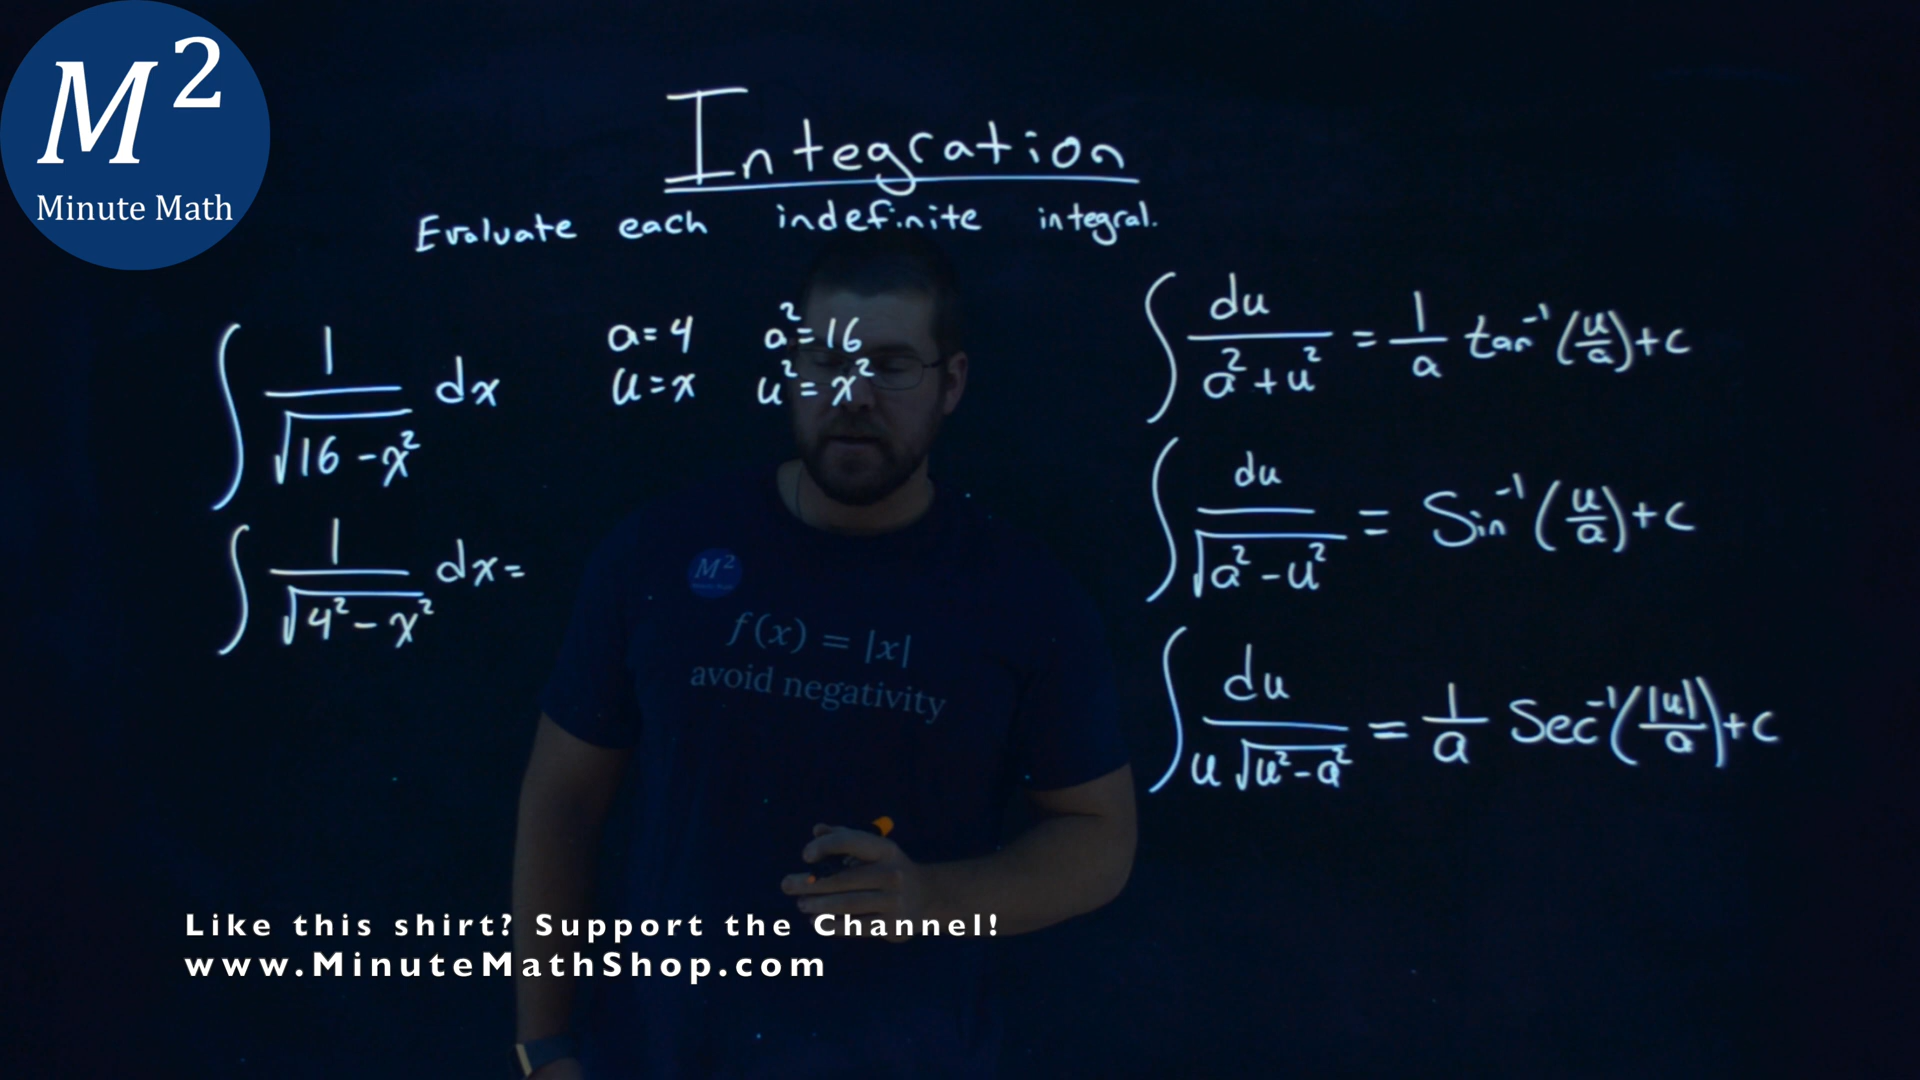 M²
Minute Math
Integration
Evaluate each indefinite integral.
∫ 1/√(16-x²) dx
a=4 a²=16
u=x u²=x²
∫ 1/√(4²-x²) dx=
∫ du/(a²+u²) = 1/a tan⁻¹(u/a)+c
∫ du/√(a²-u²) = Sin⁻¹(u/a)+c
∫ du/(u√(u²-a²)) = 1/a Sec⁻¹(|u|/a)+c
M²
f(x) = |x|
avoid negativity
Like this shirt? Support the Channel!
www.MinuteMathShop.com